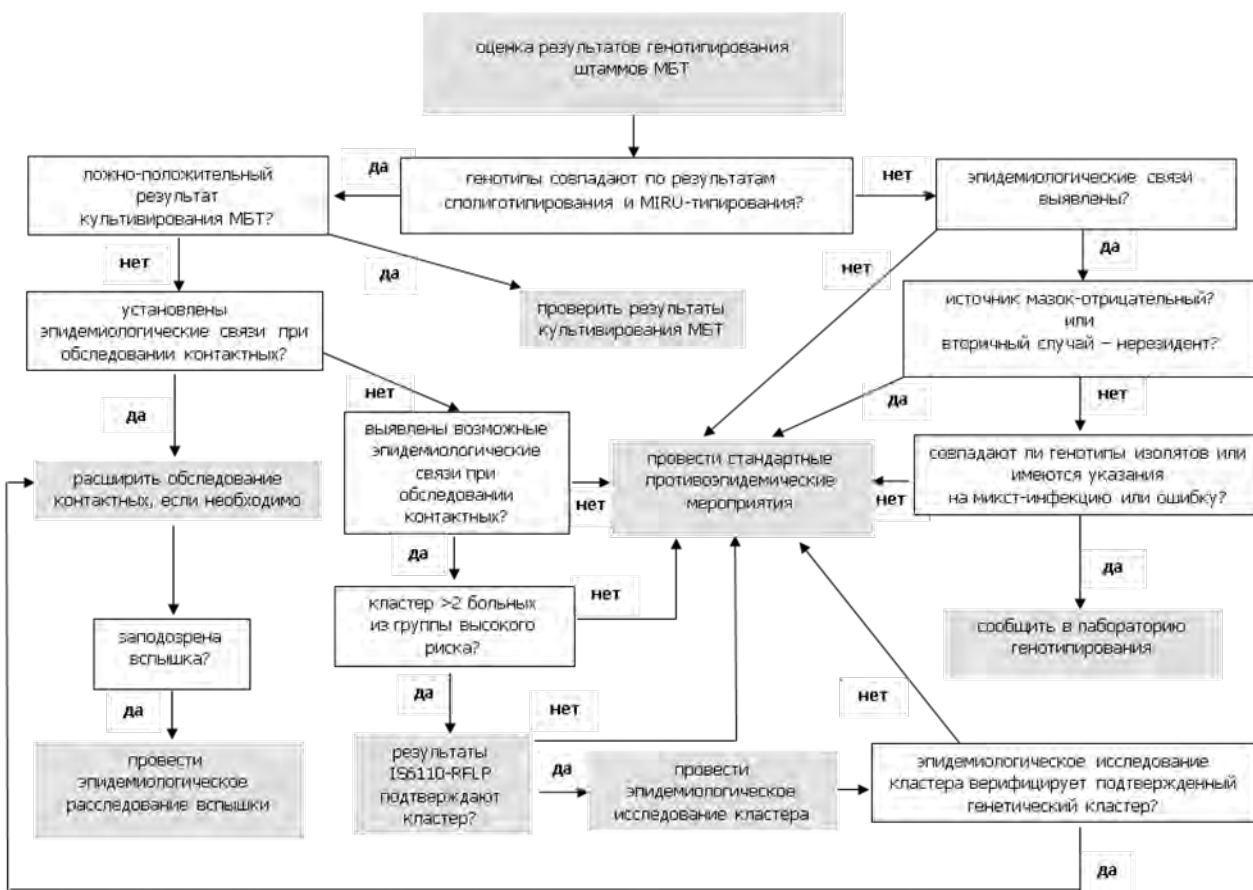 оценка результатов генотипирования
штаммов МБТ
ложно-положительный
результат
культивирования МБТ?
да
генотипы совпадают по результатам
сполиготипирования и MIRU-типирования?
нет
эпидемиологические связи
выявлены?
нет
да
нет
да
установлены
эпидемиологические связи при
обследовании контактных?
проверить результаты
культивирования МБТ
источник мазок-отрицательный?
или
вторичный случай – нерезидент?
да
нет
да
нет
расширить обследование
контактных, если необходимо
выявлены возможные
эпидемиологические
связи при
обследовании
контактных?
нет
провести стандартные
противоэпидемические
мероприятия
нет
совпадают ли генотипы изолятов или
имеются указания
на микст-инфекцию или ошибку?
да
да
заподозрена
вспышка?
кластер >2 больных
из группы высокого
риска?
нет
сообщить в лабораторию
генотипирования
да
да
нет
нет
провести
эпидемиологическое
расследование вспышки
результаты
IS6110-RFLP
подтверждают
кластер?
да
провести
эпидемиологическое
исследование кластера
эпидемиологическое исследование
кластера верифицирует подтвержденный
генетический кластер?
да